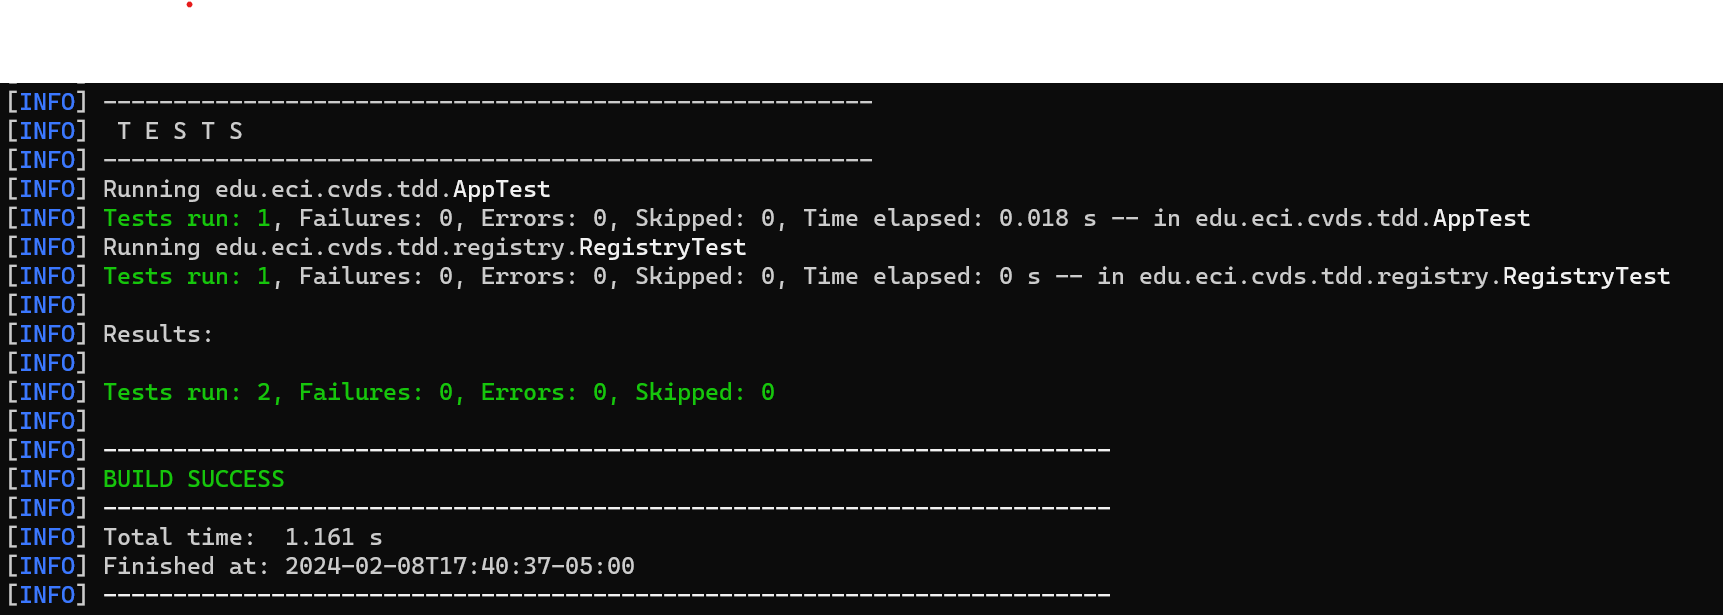 [INFO] -------------------------------------------------------
[INFO]  T E S T S
[INFO] -------------------------------------------------------
[INFO] Running edu.eci.cvds.tdd.AppTest
[INFO] Tests run: 1, Failures: 0, Errors: 0, Skipped: 0, Time elapsed: 0.018 s -- in edu.eci.cvds.tdd.AppTest
[INFO] Running edu.eci.cvds.tdd.registry.RegistryTest
[INFO] Tests run: 1, Failures: 0, Errors: 0, Skipped: 0, Time elapsed: 0 s -- in edu.eci.cvds.tdd.registry.RegistryTest
[INFO]
[INFO] Results:
[INFO]
[INFO] Tests run: 2, Failures: 0, Errors: 0, Skipped: 0
[INFO]
[INFO] ------------------------------------------------------------------------
[INFO] BUILD SUCCESS
[INFO] ------------------------------------------------------------------------
[INFO] Total time:  1.161 s
[INFO] Finished at: 2024-02-08T17:40:37-05:00
[INFO] ------------------------------------------------------------------------